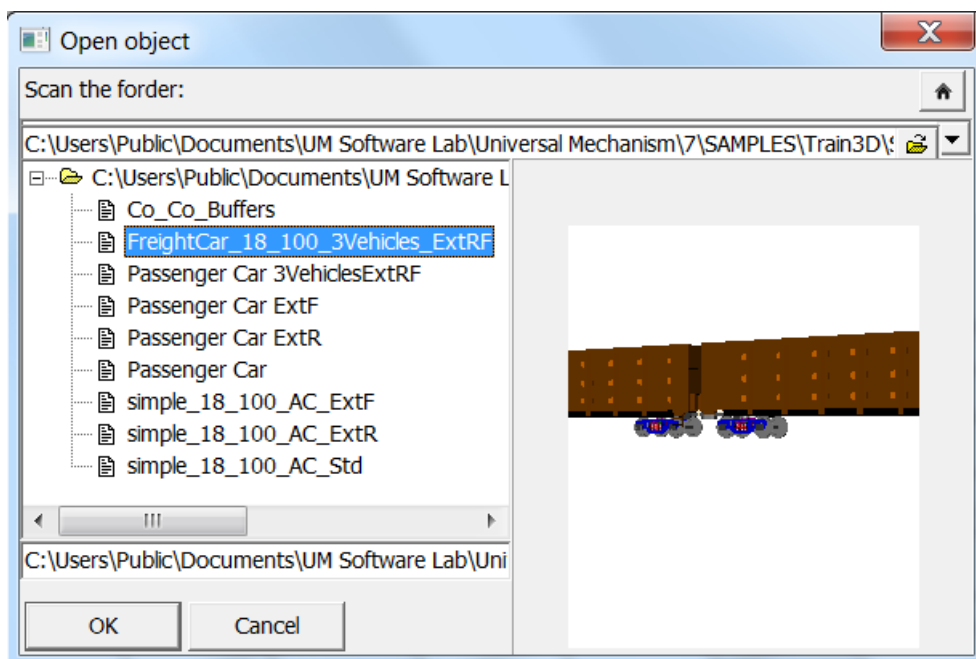 Open object
Scan the forder:
C:\Users\Public\Documents\UM Software Lab\Universal Mechanism\7\SAMPLES\Train3D\
C:\Users\Public\Documents\UM Software L
Co_Co_Buffers
FreightCar_18_100_3Vehicles_ExtRF
Passenger Car 3VehiclesExtRF
Passenger Car ExtF
Passenger Car ExtR
Passenger Car
simple_18_100_AC_ExtF
simple_18_100_AC_ExtR
simple_18_100_AC_Std
C:\Users\Public\Documents\UM Software Lab\Uni
OK Cancel